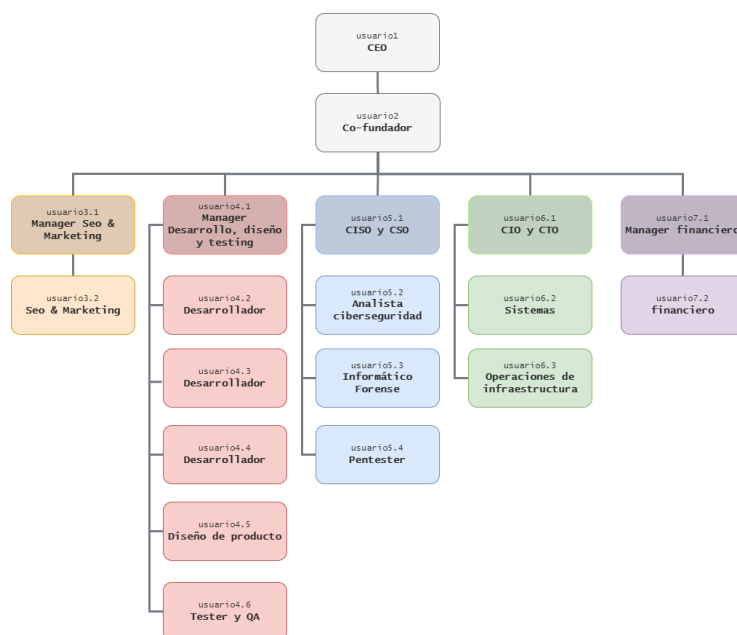 usuario1
CEO
usuario2
Co-fundador
usuario3.1
Manager Seo &
Marketing
usuario4.1
Manager
Desarrollo, diseño
y testing
usuario5.1
CISO y CSO
usuario6.1
CIO y CTO
usuario7.1
Manager financiero
usuario3.2
Seo & Marketing
usuario4.2
Desarrollador
usuario5.2
Analista
ciberseguridad
usuario6.2
Sistemas
usuario7.2
financiero
usuario4.3
Desarrollador
usuario5.3
Informático
Forense
usuario6.3
Operaciones de
infraestructura
usuario4.4
Desarrollador
usuario5.4
Pentester
usuario4.5
Diseño de producto
usuario4.6
Tester y QA